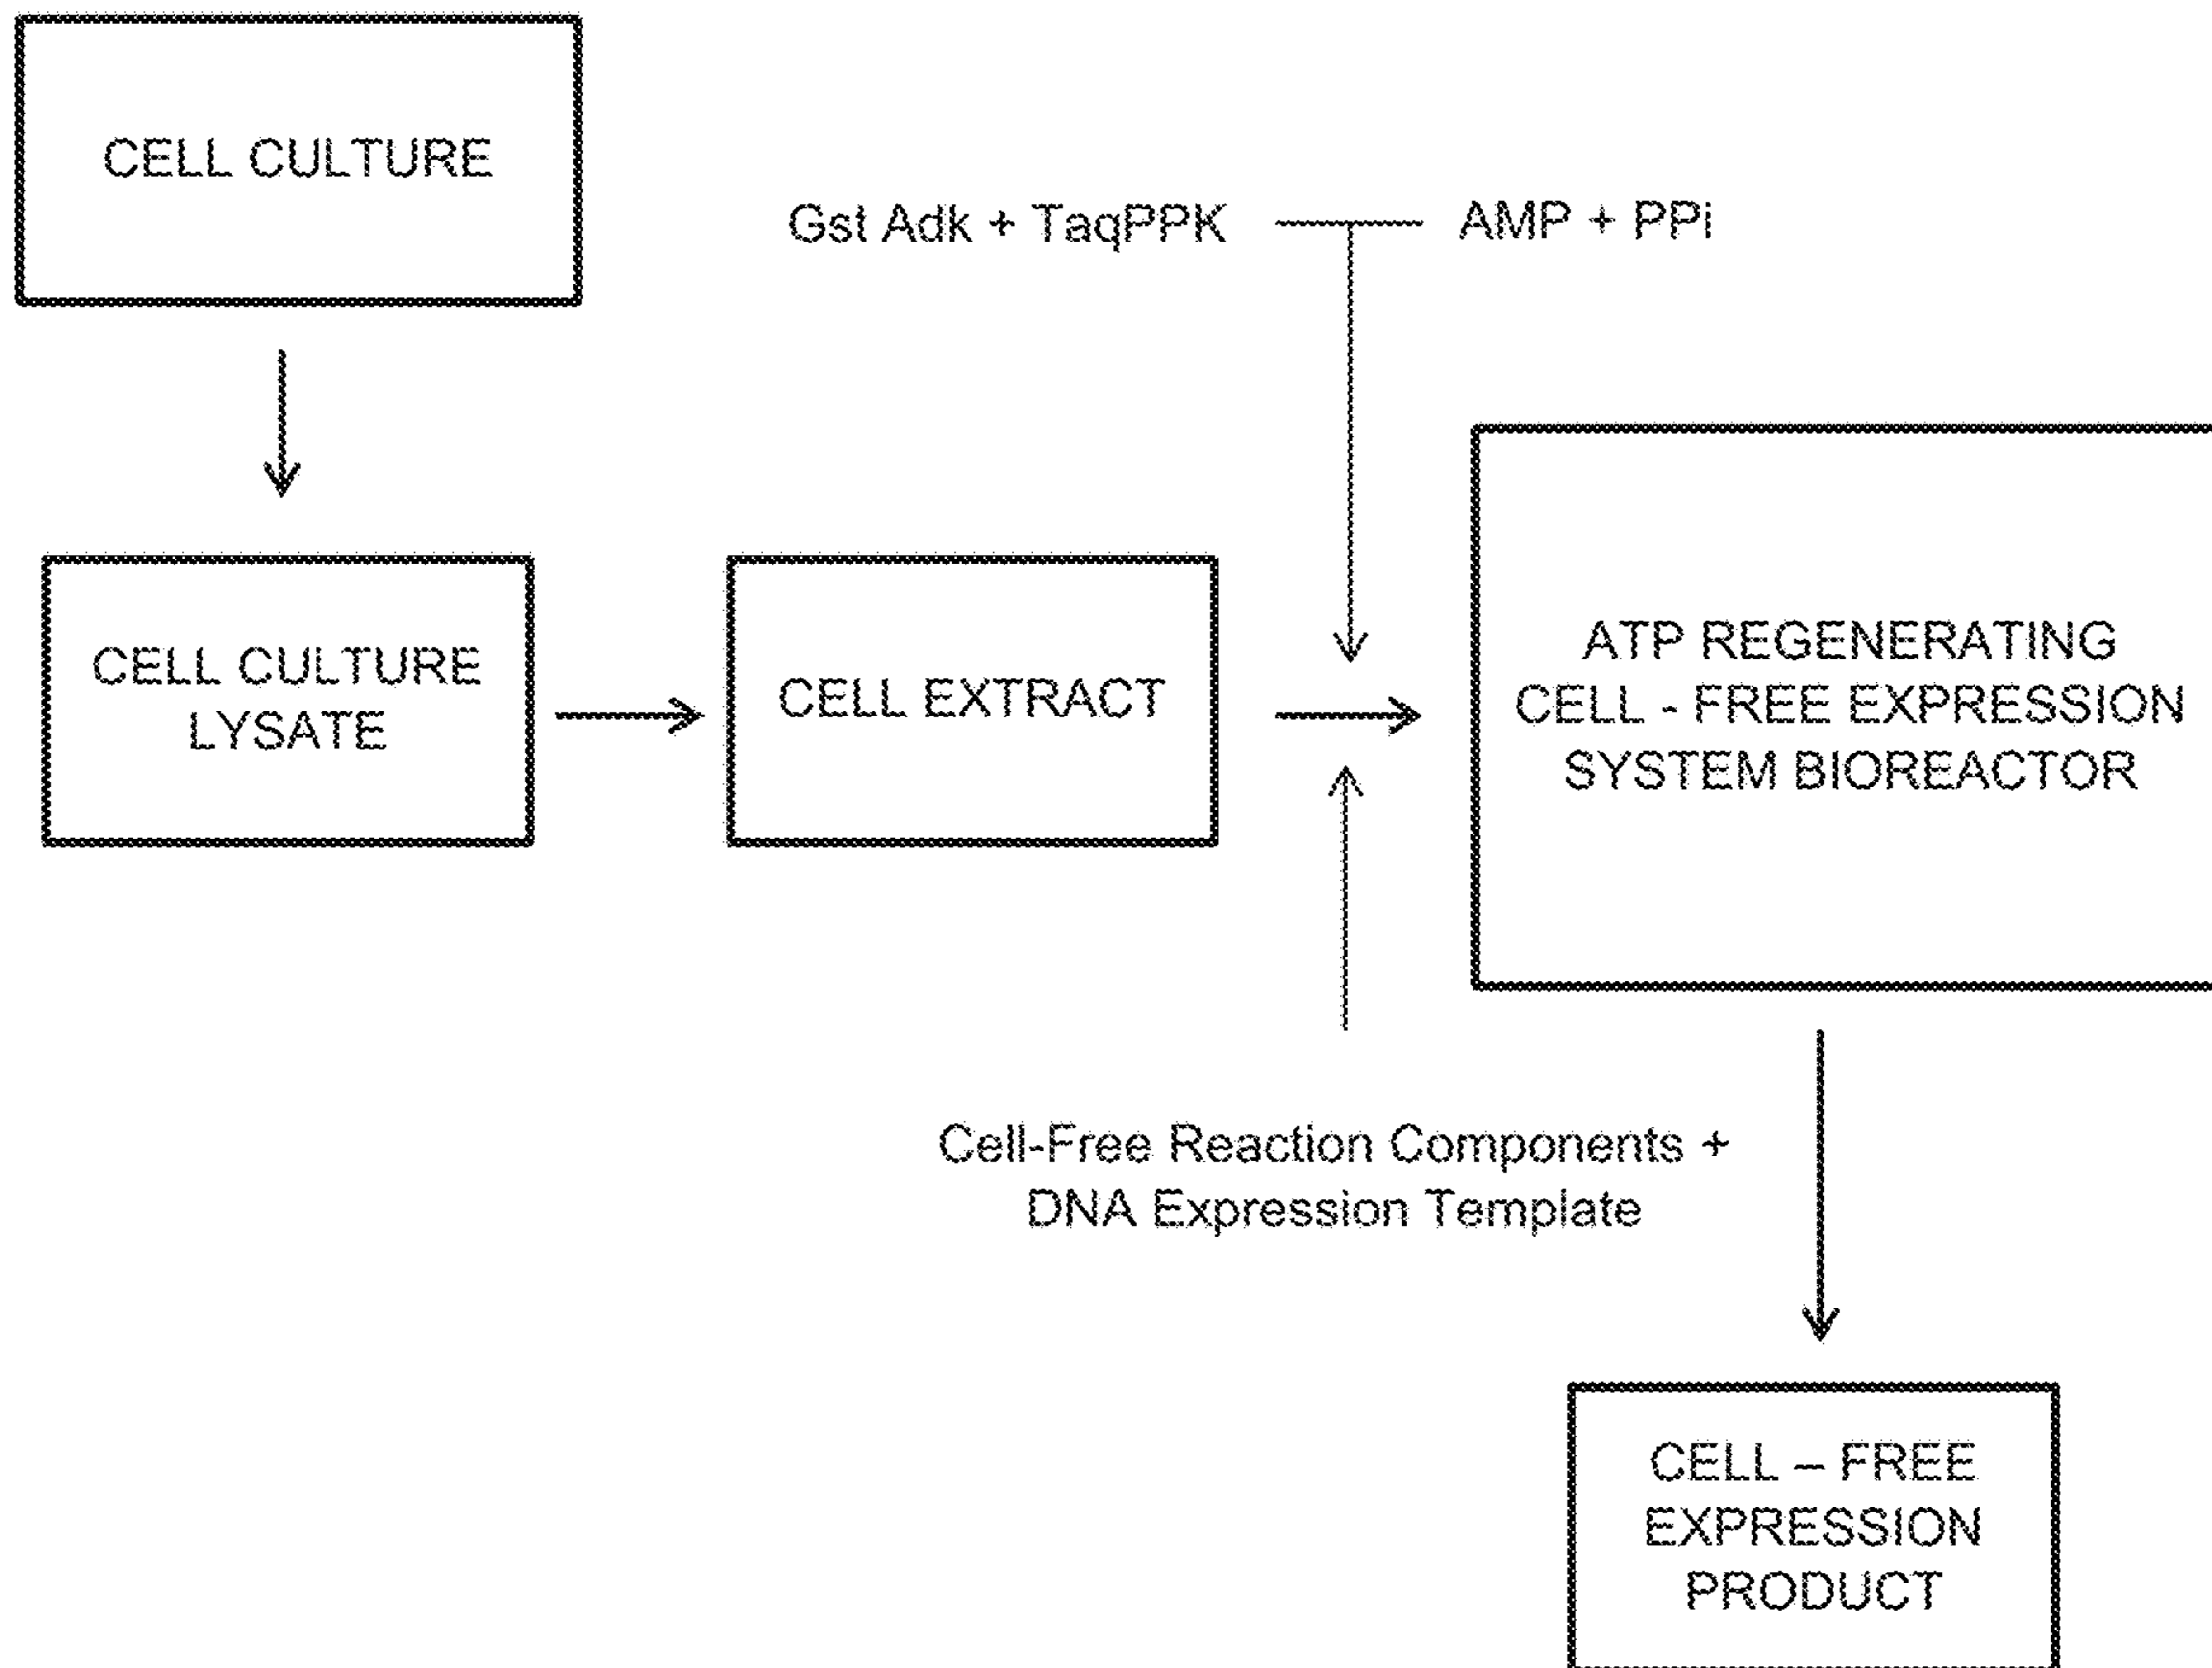 CELL CULTURE
Gst Adk + TaqPPK
AMP + PPi
CELL CULTURE
LYSATE
CELL EXTRACT
ATP REGENERATING
CELL - FREE EXPRESSION
SYSTEM BIOREACTOR
Cell-Free Reaction Components +
DNA Expression Template
CELL – FREE
EXPRESSION
PRODUCT